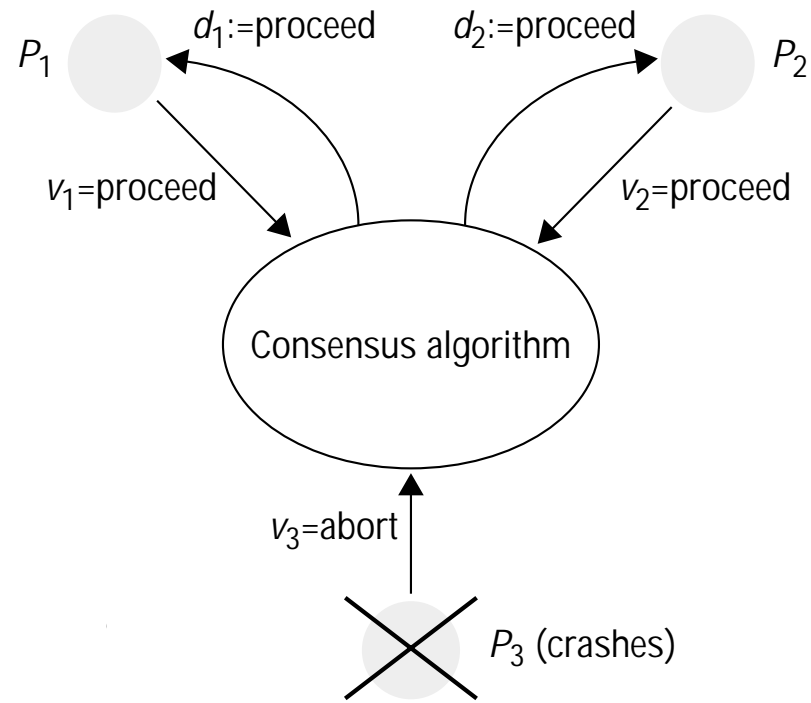 d₁:=proceed
d₂:=proceed
P₁
P₂
v₁=proceed
v₂=proceed
Consensus algorithm
v₃=abort
P₃ (crashes)